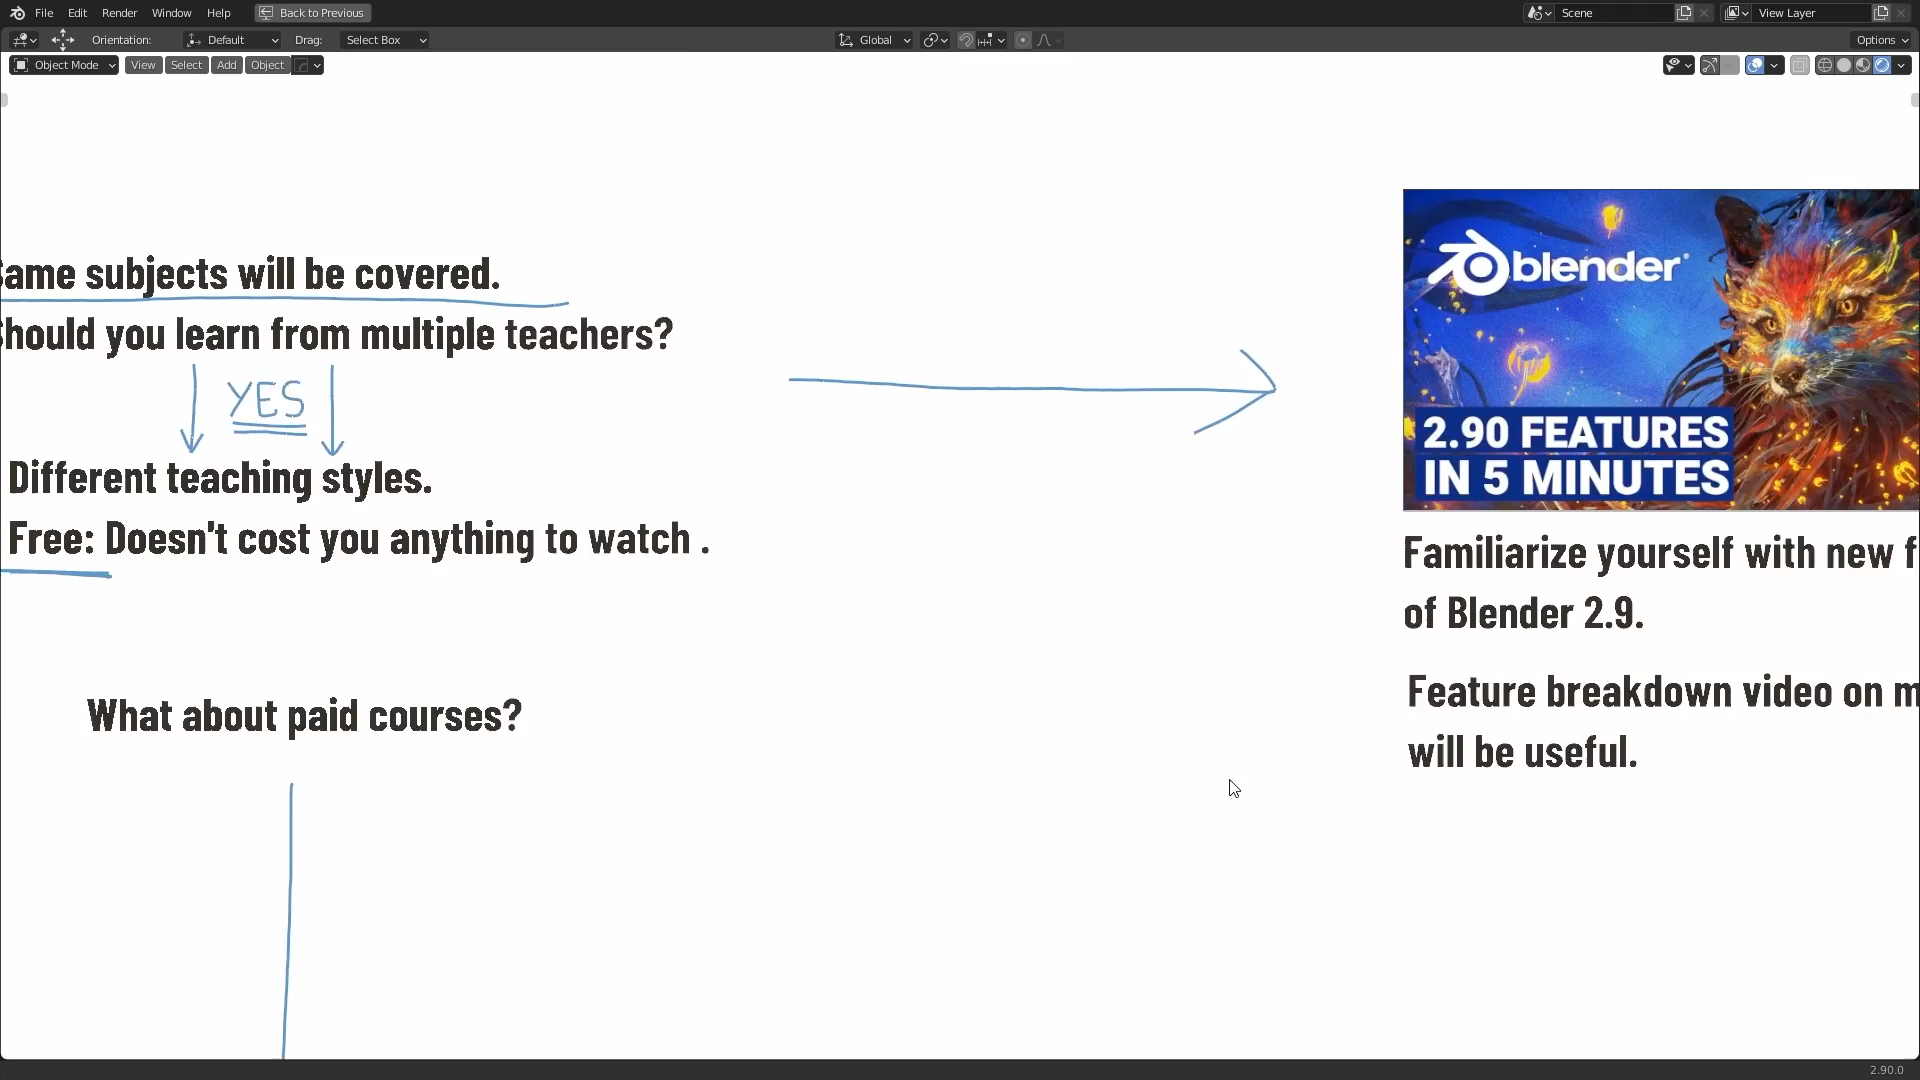 File Edit Render Window Help Back to Previous Scene View Layer
Orientation: Default Drag: Select Box Global Options
Object Mode View Select Add Object
ame subjects will be covered.
hould you learn from multiple teachers?
YES
Different teaching styles.
Free: Doesn't cost you anything to watch .
What about paid courses?
blender
2.90 FEATURES
IN 5 MINUTES
Familiarize yourself with new f
of Blender 2.9.
Feature breakdown video on m
will be useful.
2.90.0